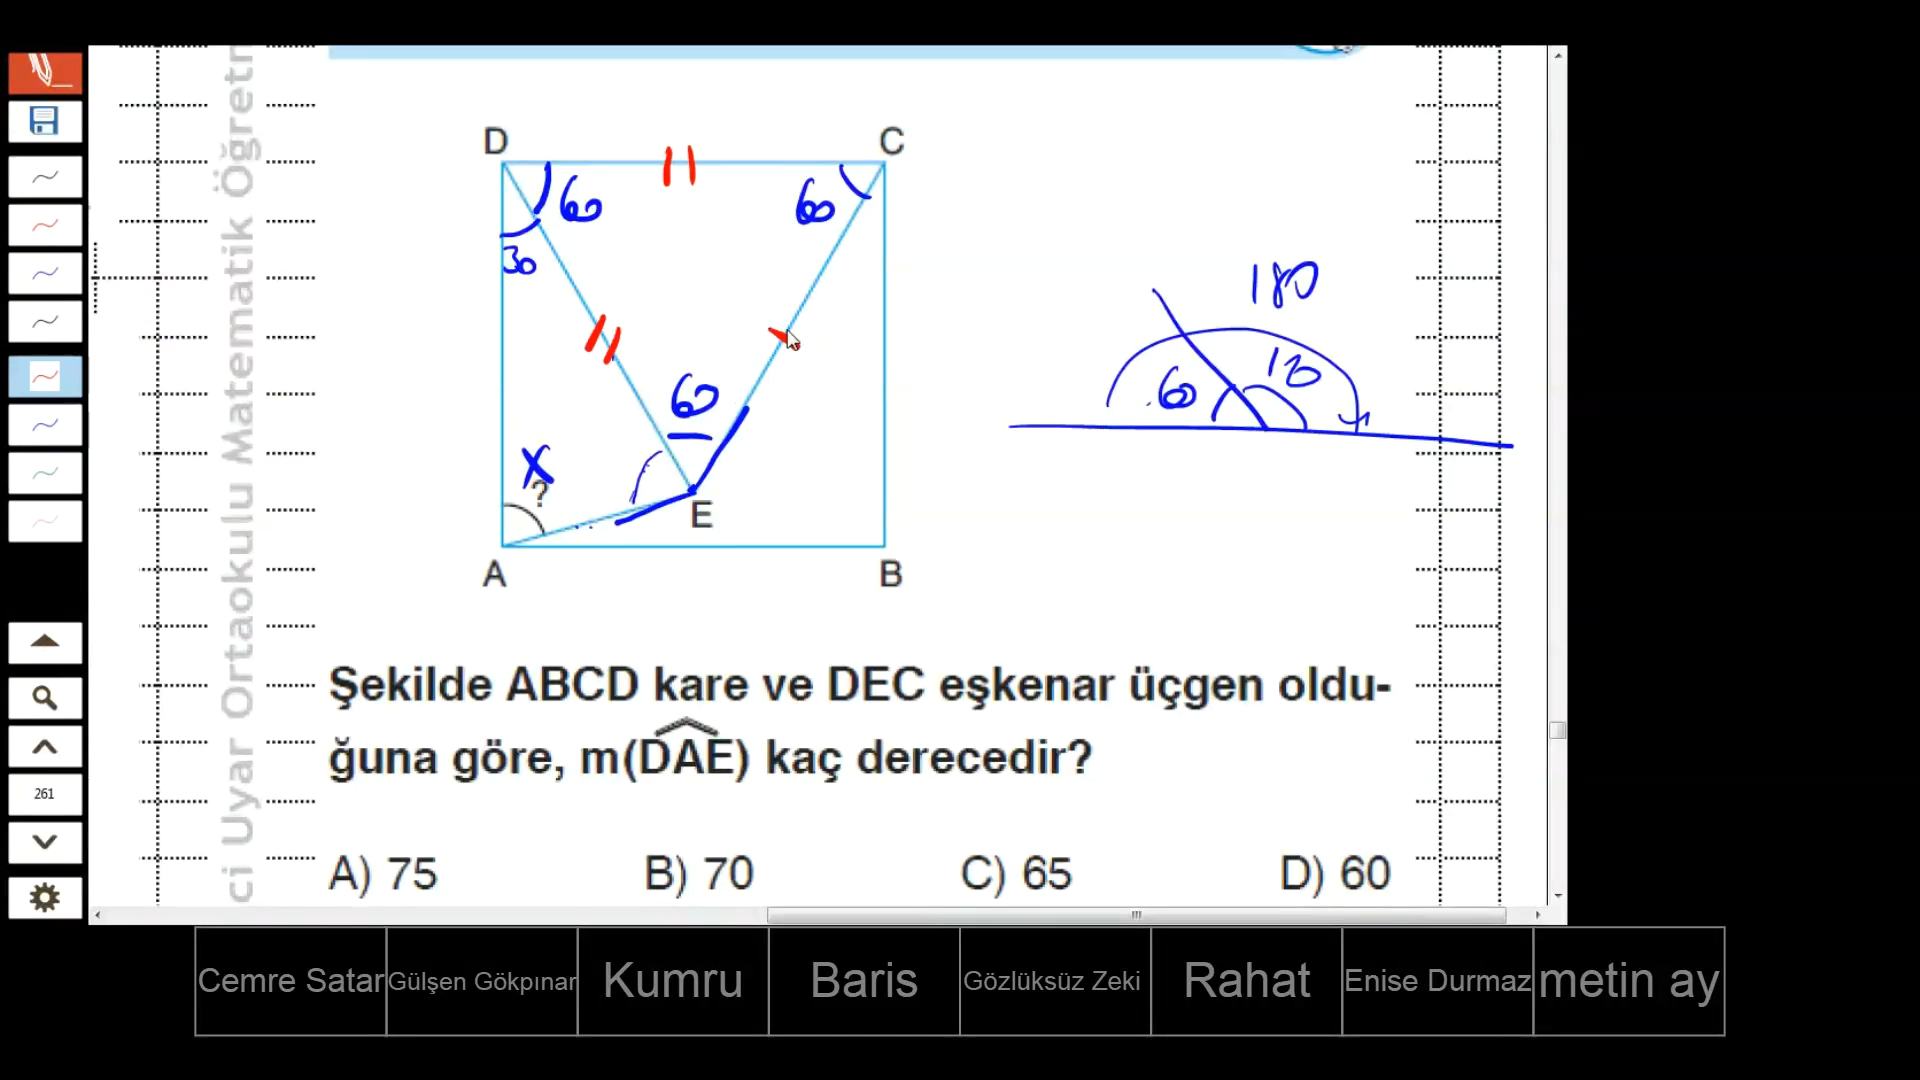 ci Uyar Ortaokulu Matematik Öğretm
D
C
60
60
30
180
60
120
60
x
?
E
A
B
Şekilde ABCD kare ve DEC eşkenar üçgen oldu-
ğuna göre, m(DAE) kaç derecedir?
A) 75 B) 70 C) 65 D) 60
261
Cemre Satar Gülşen Gökpınar Kumru Baris Gözlüksüz Zeki Rahat Enise Durmaz metin ay